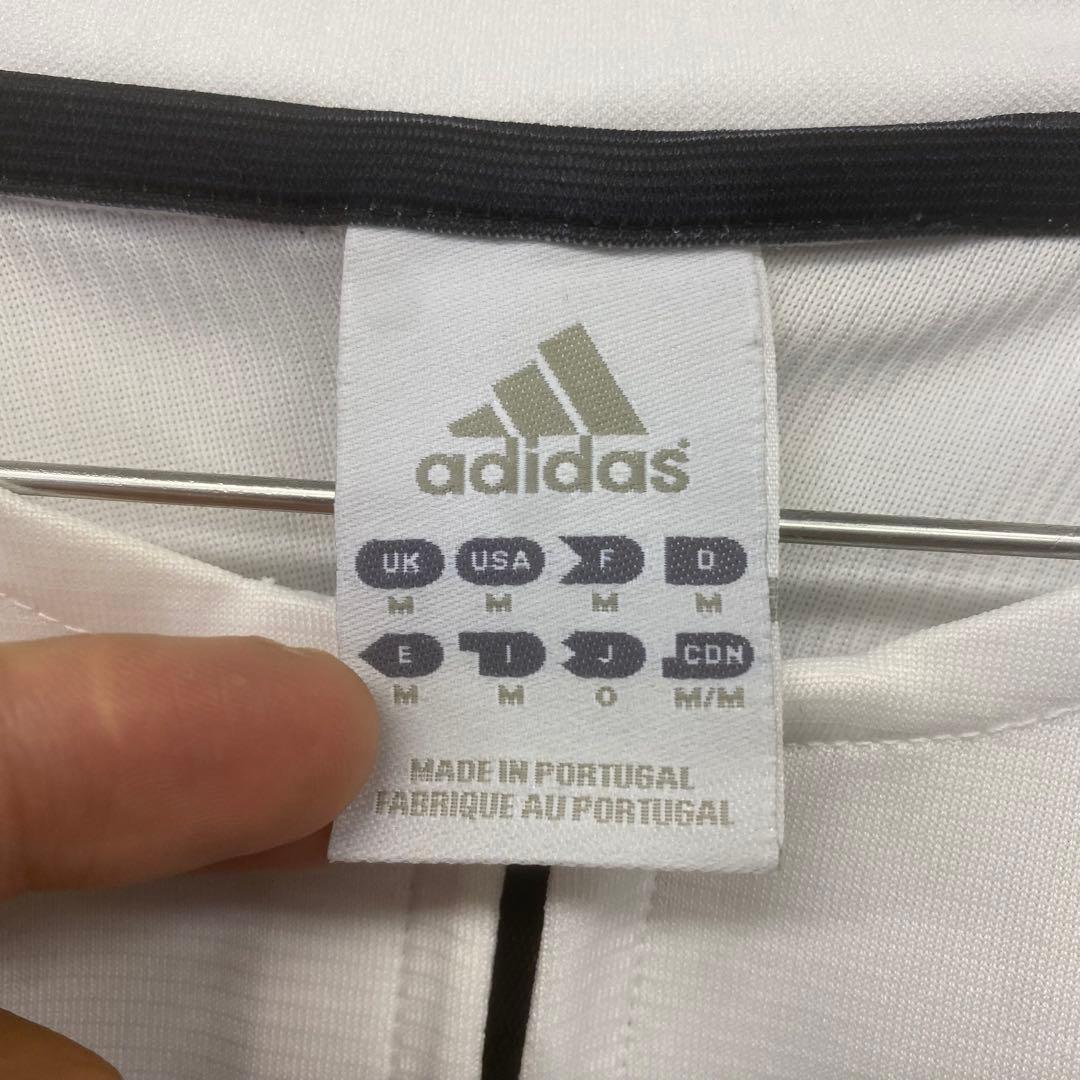 adidas
UK USA F D
M M M M
E I J CDN
M M O M/M
MADE IN PORTUGAL
FABRIQUE AU PORTUGAL